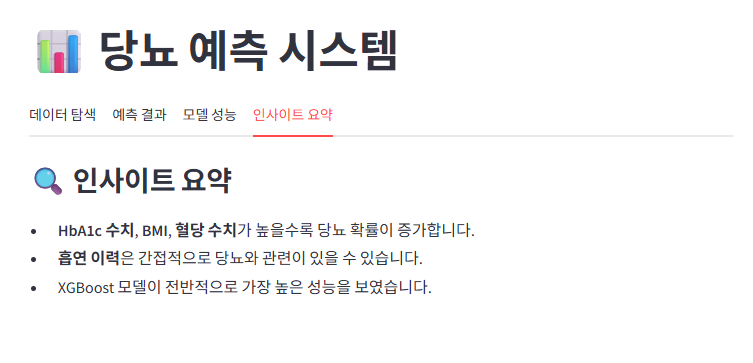 당뇨 예측 시스템
데이터 탐색 예측 결과 모델 성능 인사이트 요약
인사이트 요약
• HbA1c 수치, BMI, 혈당 수치가 높을수록 당뇨 확률이 증가합니다.
• 흡연 이력은 간접적으로 당뇨와 관련이 있을 수 있습니다.
• XGBoost 모델이 전반적으로 가장 높은 성능을 보였습니다.